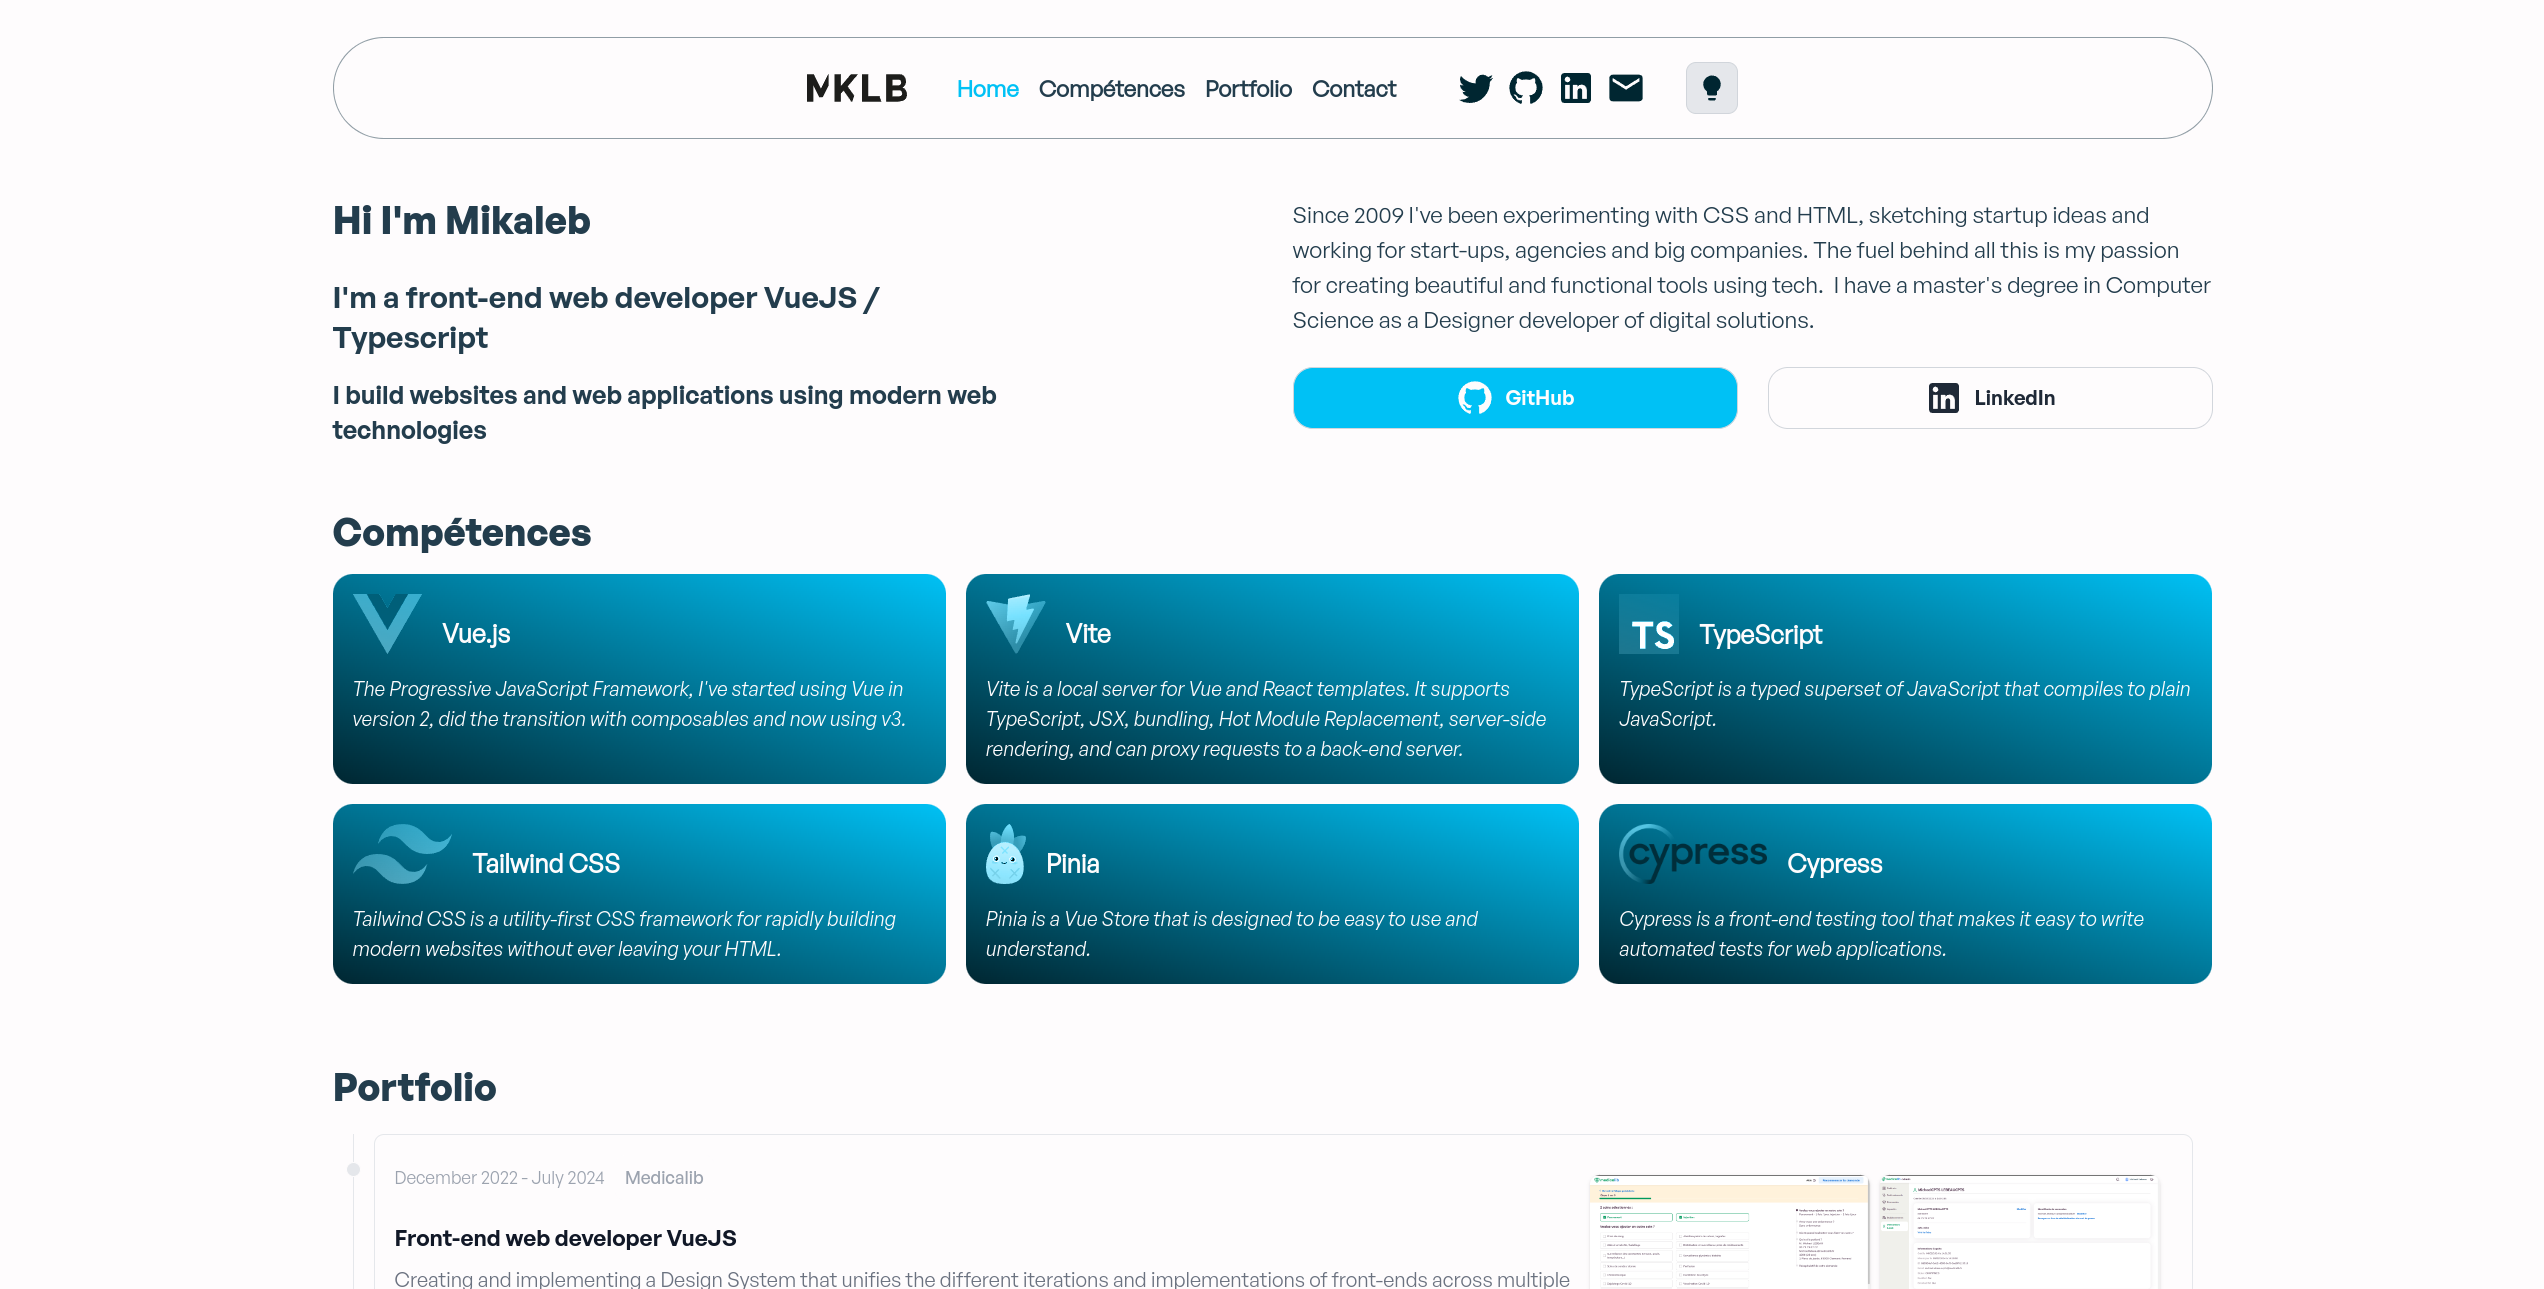 MKLB
Home Compétences Portfolio Contact
Hi I'm Mikaleb
I'm a front-end web developer VueJS /
Typescript
I build websites and web applications using modern web
technologies
Since 2009 I've been experimenting with CSS and HTML, sketching startup ideas and
working for start-ups, agencies and big companies. The fuel behind all this is my passion
for creating beautiful and functional tools using tech. I have a master's degree in Computer
Science as a Designer developer of digital solutions.
GitHub
LinkedIn
Compétences
Vue.js
The Progressive JavaScript Framework, I've started using Vue in
version 2, did the transition with composables and now using v3.
Vite
Vite is a local server for Vue and React templates. It supports
TypeScript, JSX, bundling, Hot Module Replacement, server-side
rendering, and can proxy requests to a back-end server.
TS
TypeScript
TypeScript is a typed superset of JavaScript that compiles to plain
JavaScript.
Tailwind CSS
Tailwind CSS is a utility-first CSS framework for rapidly building
modern websites without ever leaving your HTML.
Pinia
Pinia is a Vue Store that is designed to be easy to use and
understand.
cypress
Cypress
Cypress is a front-end testing tool that makes it easy to write
automated tests for web applications.
Portfolio
December 2022 - July 2024 Medicalib
Front-end web developer VueJS
Creating and implementing a Design System that unifies the different iterations and implementations of front-ends across multiple